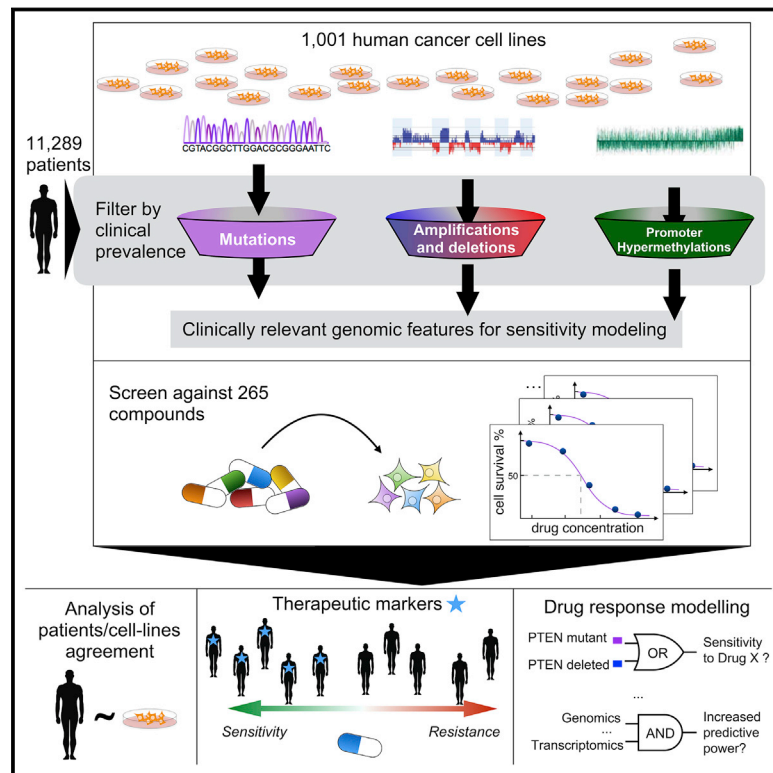 1,001 human cancer cell lines
11,289
patients
CGTACGGCTTGGACGCGGGAATTC
Filter by
clinical
prevalence
Mutations
Amplifications
and deletions
Promoter
Hypermethylations
Clinically relevant genomic features for sensitivity modeling
Screen against 265
compounds
...
%
%
cell survival %
50
drug concentration
Analysis of
patients/cell-lines
agreement
~
Therapeutic markers
Sensitivity
Resistance
Drug response modelling
PTEN mutant
PTEN deleted
OR
Sensitivity
to Drug X ?
...
Genomics
...
Transcriptomics
AND
Increased
predictive
power?